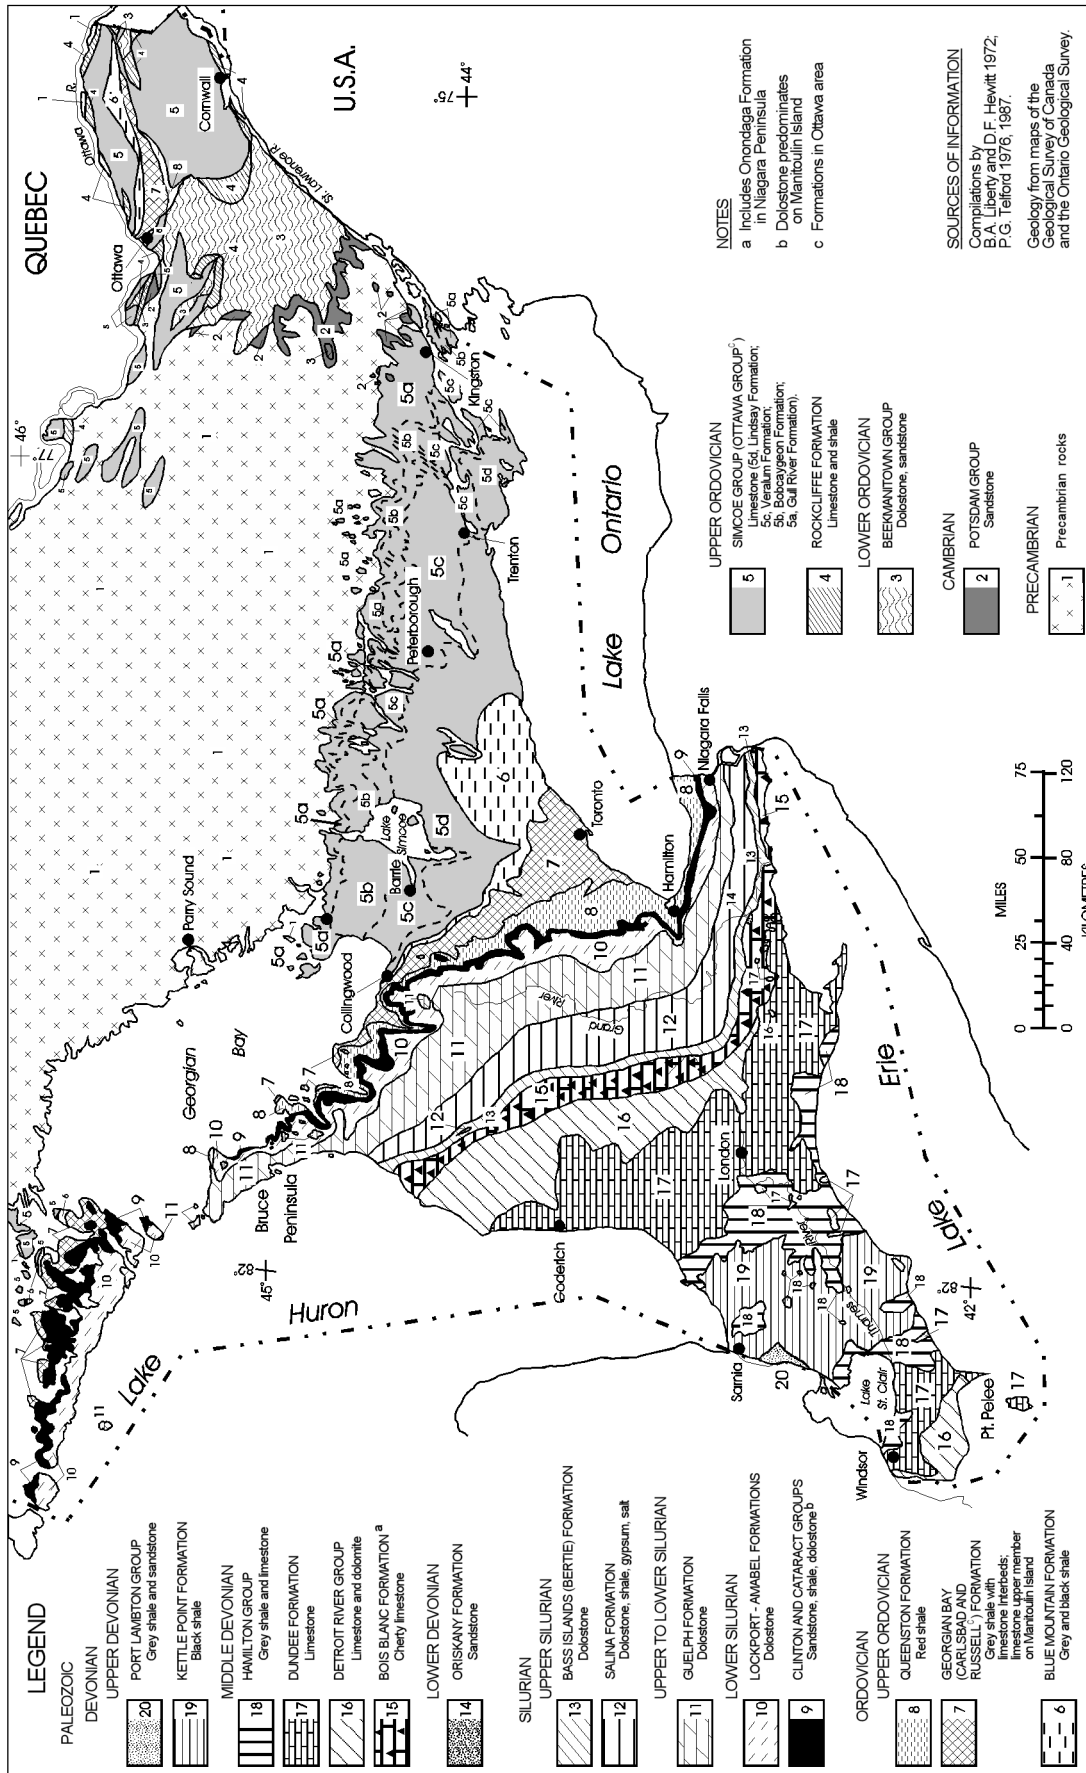 LEGEND
PALEOZOIC
DEVONIAN
UPPER DEVONIAN
20
PORT LAMBTON GROUP
Grey shale and sandstone
19
KETTLE POINT FORMATION
Black shale
MIDDLE DEVONIAN
18
HAMILTON GROUP
Grey shale and limestone
17
DUNDEE FORMATION
Limestone
16
DETROIT RIVER GROUP
Limestone and dolomite
15
BOIS BLANC FORMATION a
Cherty limestone
LOWER DEVONIAN
14
ORISKANY FORMATION
Sandstone
SILURIAN
UPPER SILURIAN
13
BASS ISLANDS (BERTIE) FORMATION
Dolostone
12
SALINA FORMATION
Dolostone, shale, gypsum, salt
UPPER TO LOWER SILURIAN
11
GUELPH FORMATION
Dolostone
LOWER SILURIAN
10
LOCKPORT - AMABEL FORMATIONS
Dolostone
9
CLINTON AND CATARACT GROUPS
Sandstone, shale, dolostone b
ORDOVICIAN
UPPER ORDOVICIAN
8
QUEENSTON FORMATION
Red shale
7
GEORGIAN BAY
(CARLSBAD AND
RUSSELL C) FORMATION
Grey shale with
limestone interbeds;
limestone upper member
on Manitoulin Island
6
BLUE MOUNTAIN FORMATION
Grey and black shale
UPPER ORDOVICIAN
5
SIMCOE GROUP (OTTAWA GROUP C)
Limestone (5d, Lindsay Formation;
5c, Verulum Formation;
5b, Bobcaygeon Formation;
5a, Gull River Formation).
4
ROCKCLIFFE FORMATION
Limestone and shale
LOWER ORDOVICIAN
3
BEEKMANTOWN GROUP
Dolostone, sandstone
CAMBRIAN
2
POTSDAM GROUP
Sandstone
PRECAMBRIAN
1
Precambrian rocks
NOTES
a Includes Onondaga Formation
in Niagara Peninsula
b Dolostone predominates
on Manitoulin Island
c Formations in Ottawa area
SOURCES OF INFORMATION
Compilations by
B.A. Liberty and D.F. Hewitt 1972;
P.G. Telford 1976, 1987.
Geology from maps of the
Geological Survey of Canada
and the Ontario Geological Survey.
QUEBEC
U.S.A.
Ottawa R.
St. Lawrence R.
Ottawa
Cornwall
Kingston
Trenton
Peterborough
Lake Simcoe
Barrie
Collingwood
Parry Sound
Georgian Bay
Bruce Peninsula
Lake Huron
Lake Ontario
Lake Erie
Toronto
Hamilton
Niagara Falls
Grand River
London
Goderich
Sarnia
Thames River
Lake St. Clair
Windsor
Pt. Pelee
46°
77°
75°
44°
45°
82°
42°
83°
MILES
0 25 50 75
0 40 80 120
KILOMETRES